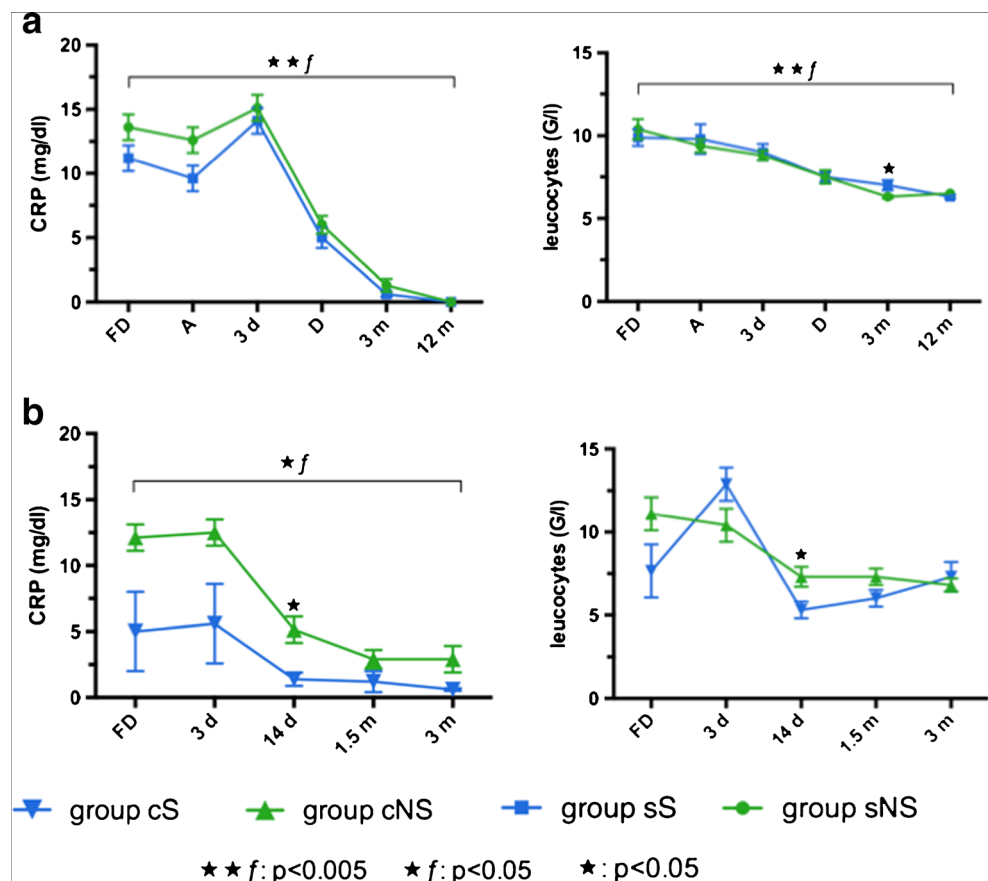 a
20
15
10
5
0
CRP (mg/dl)
★ ★ ƒ
FD A 3 d D 3 m 12 m
15
10
5
0
leucocytes (G/l)
★ ★ ƒ
★
FD A 3 d D 3 m 12 m
b
20
15
10
5
0
CRP (mg/dl)
★ ƒ
★
FD 3 d 14 d 1.5 m 3 m
15
10
5
0
leucocytes (G/l)
★
FD 3 d 14 d 1.5 m 3 m
group cS group cNS group sS group sNS
★ ★ ƒ: p<0.005 ★ ƒ: p<0.05 ★: p<0.05